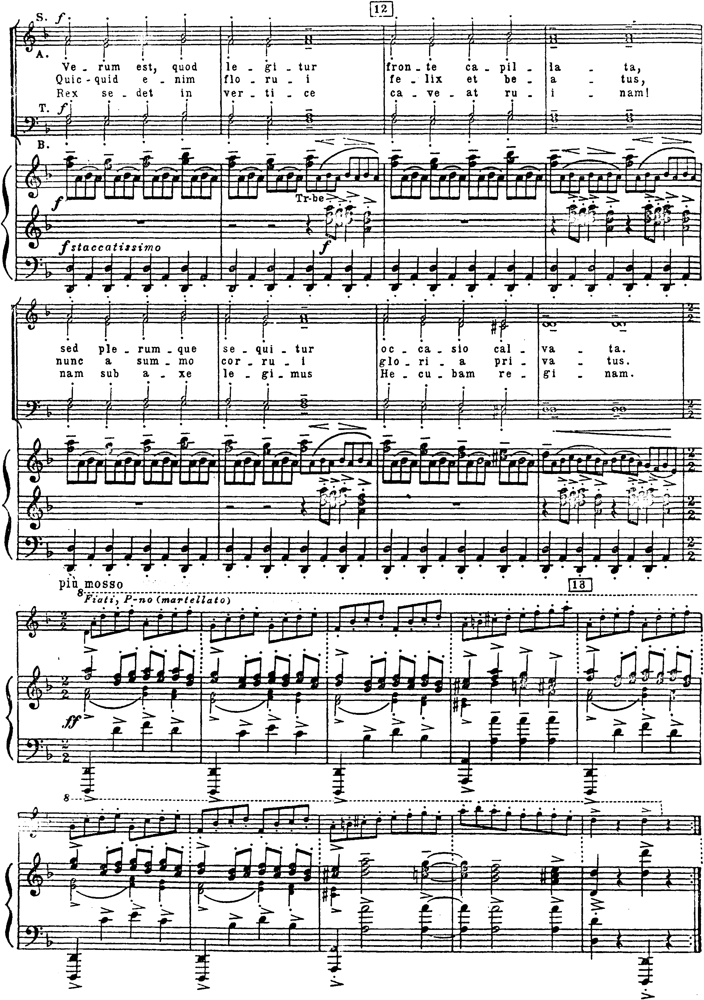 12
S. f
A.
Ve - rum est, quod le - gi - tur fron - te ca - pil - la - ta,
Quic - quid e - nim flo - ru - i fe - lix et be - a - tus,
Rex se - det in ver - ti - ce ca - ve - at ru - i - nam!
T. f
B.
f
Tr-be
f staccatissimo f
sed ple - rum - que se - qui - tur oc - ca - sio cal - va - ta.
nunc a sum - mo cor - ru - i glo - ri - a pri - va - tus.
nam sub a - xe le - gi - mus He - cu - bam re - gi - nam.
2 2
2 2
2 2
2 2
2 2
più mosso
13
8
Fiati, P-no (martellato)
2 2
2 2
ff
2 2
8